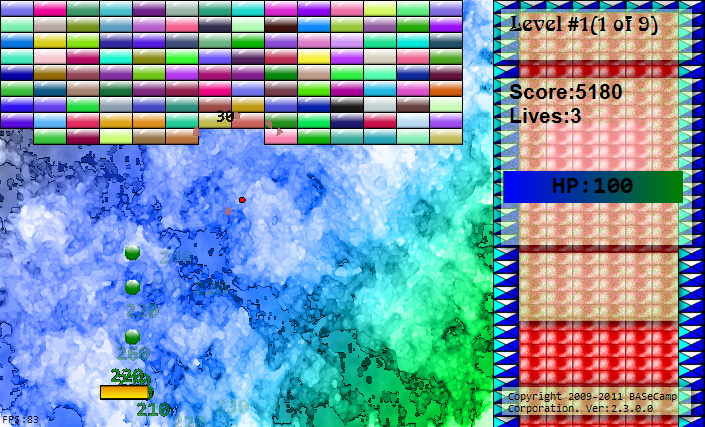 Level #1(1 of 9)
Score:5180
Lives:3
HP:100
30
220
210
FPS:83
Copyright 2009-2011 BASeCamp
Corporation. Ver:2.3.0.0